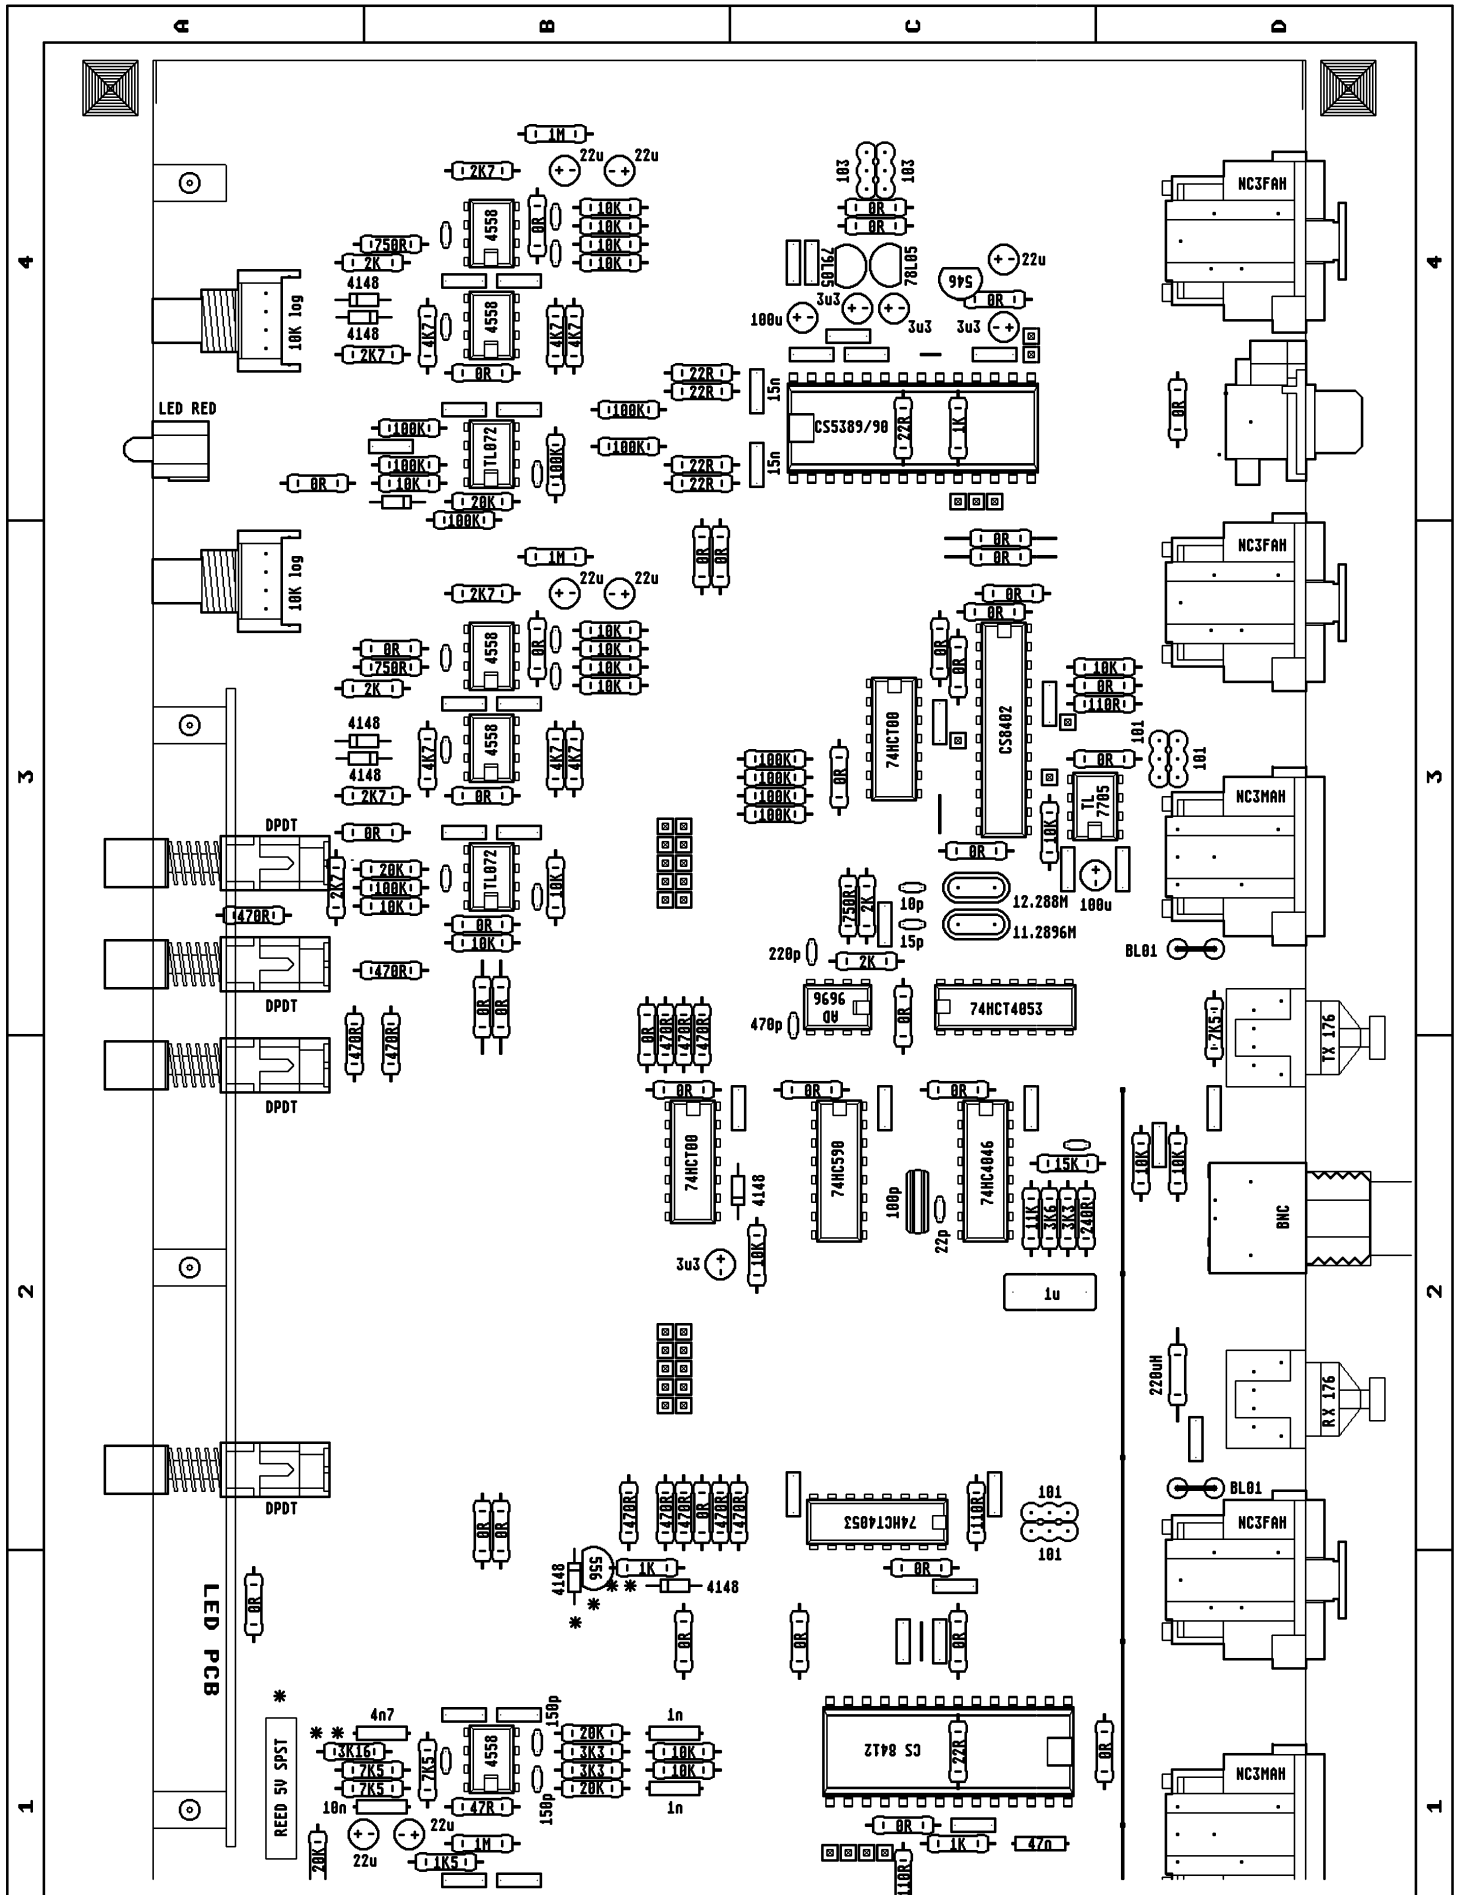 A B C D
4 4
1M
22u 22u
2K7
103 103
NC3FAH
4558
0R
10K
10K
10K
10K
0R
0R
750R
2K
4148
4148
2K7
10K log
4K7
4558
4K7 4K7
0R
79L05
78L05
546
22u
0R
100u
3u3
3u3
3u3
22R
22R
15n
100K
100K
22R
22R
15n
CS5389/90
22R
1K
0R
LED RED
100K
100K
10K
TL072
100K
20K
100K
0R
10K log
1M
22u 22u
2K7
0R 0R
0R
0R
0R
0R
NC3FAH
3 3
0R
750R
2K
4558
0R
10K
10K
10K
10K
4148
4148
2K7
4K7
4558
4K7 4K7
0R
0R
0R
74HCT00
CS8402
10K
0R
110R
101
101
0R
TL
7705
10K
100K
100K
100K
100K
0R
0R
NC3MAH
DPDT
0R
2K7
20K
100K
10K
TL072
10K
0R
10K
470R
DPDT
470R
750R
2K
10p
15p
12.288M
11.2896M
100u
220p
2K
BL01
AD
9696
470p
0R
74HCT4053
7K5
TX 176
0R 0R
0R
470R
470R
470R
470R
470R
DPDT
2 2
0R
0R
0R
74HCT00
4148
74HC590
100p
22p
74HC4046
15K
11K
3K6
3K3
240R
10K
10K
BNC
3u3
10K
1u
220uH
RX 176
BL01
NC3FAH
DPDT
0R 0R
470R
470R
470R
0R
470R
470R
74HCT4053
110R
101
101
4148
556
1K
4148
0R
LED PCB
0R
0R
0R
0R
1 1
REED 5V SPST
4n7
3K16
7K5
7K5
10n
7K5
4558
150p
150p
20K
3K3
3K3
20K
1n
10K
10K
1n
CS 8412
22R
0R
NC3MAH
47R
22u
22u
1M
1K5
20K
0R
1K
47n
110R